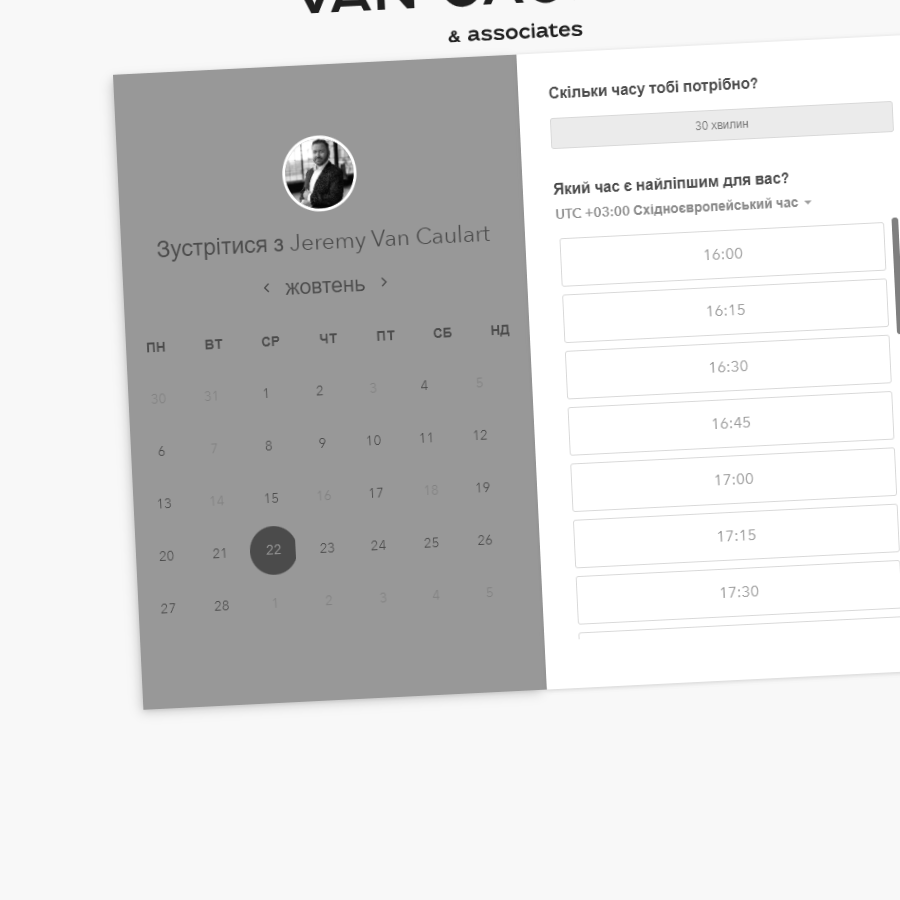 & associates
Зустрітися з Jeremy Van Caulart
‹ жовтень ›
ПН ВТ СР ЧТ ПТ СБ НД
30 31 1 2 3 4 5
6 7 8 9 10 11 12
13 14 15 16 17 18 19
20 21 22 23 24 25 26
27 28 1 2 3 4 5
Скільки часу тобі потрібно?
30 хвилин
Який час є найліпшим для вас?
UTC +03:00 Східноєвропейський час
16:00
16:15
16:30
16:45
17:00
17:15
17:30